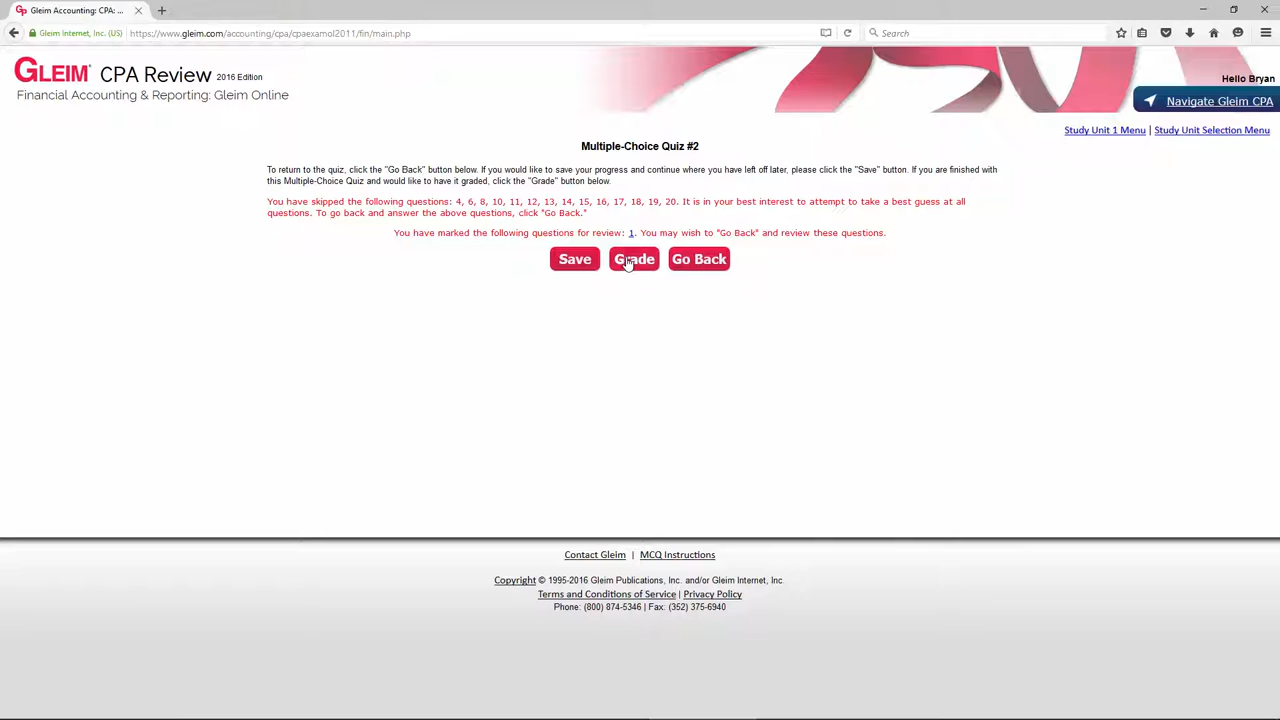 Gleim Accounting: CPA: ...
Gleim Internet, Inc. (US)
https://www.gleim.com/accounting/cpa/cpaexamol2011/fin/main.php
Search
GLEIM CPA Review 2016 Edition
Financial Accounting & Reporting: Gleim Online
Hello Bryan
Navigate Gleim CPA
Study Unit 1 Menu | Study Unit Selection Menu
Multiple-Choice Quiz #2
To return to the quiz, click the "Go Back" button below. If you would like to save your progress and continue where you have left off later, please click the "Save" button. If you are finished with
this Multiple-Choice Quiz and would like to have it graded, click the "Grade" button below.
You have skipped the following questions: 4, 6, 8, 10, 11, 12, 13, 14, 15, 16, 17, 18, 19, 20. It is in your best interest to attempt to take a best guess at all
questions. To go back and answer the above questions, click "Go Back."
You have marked the following questions for review: 1. You may wish to "Go Back" and review these questions.
Save Grade Go Back
Contact Gleim | MCQ Instructions
Copyright © 1995-2016 Gleim Publications, Inc. and/or Gleim Internet, Inc.
Terms and Conditions of Service | Privacy Policy
Phone: (800) 874-5346 | Fax: (352) 375-6940